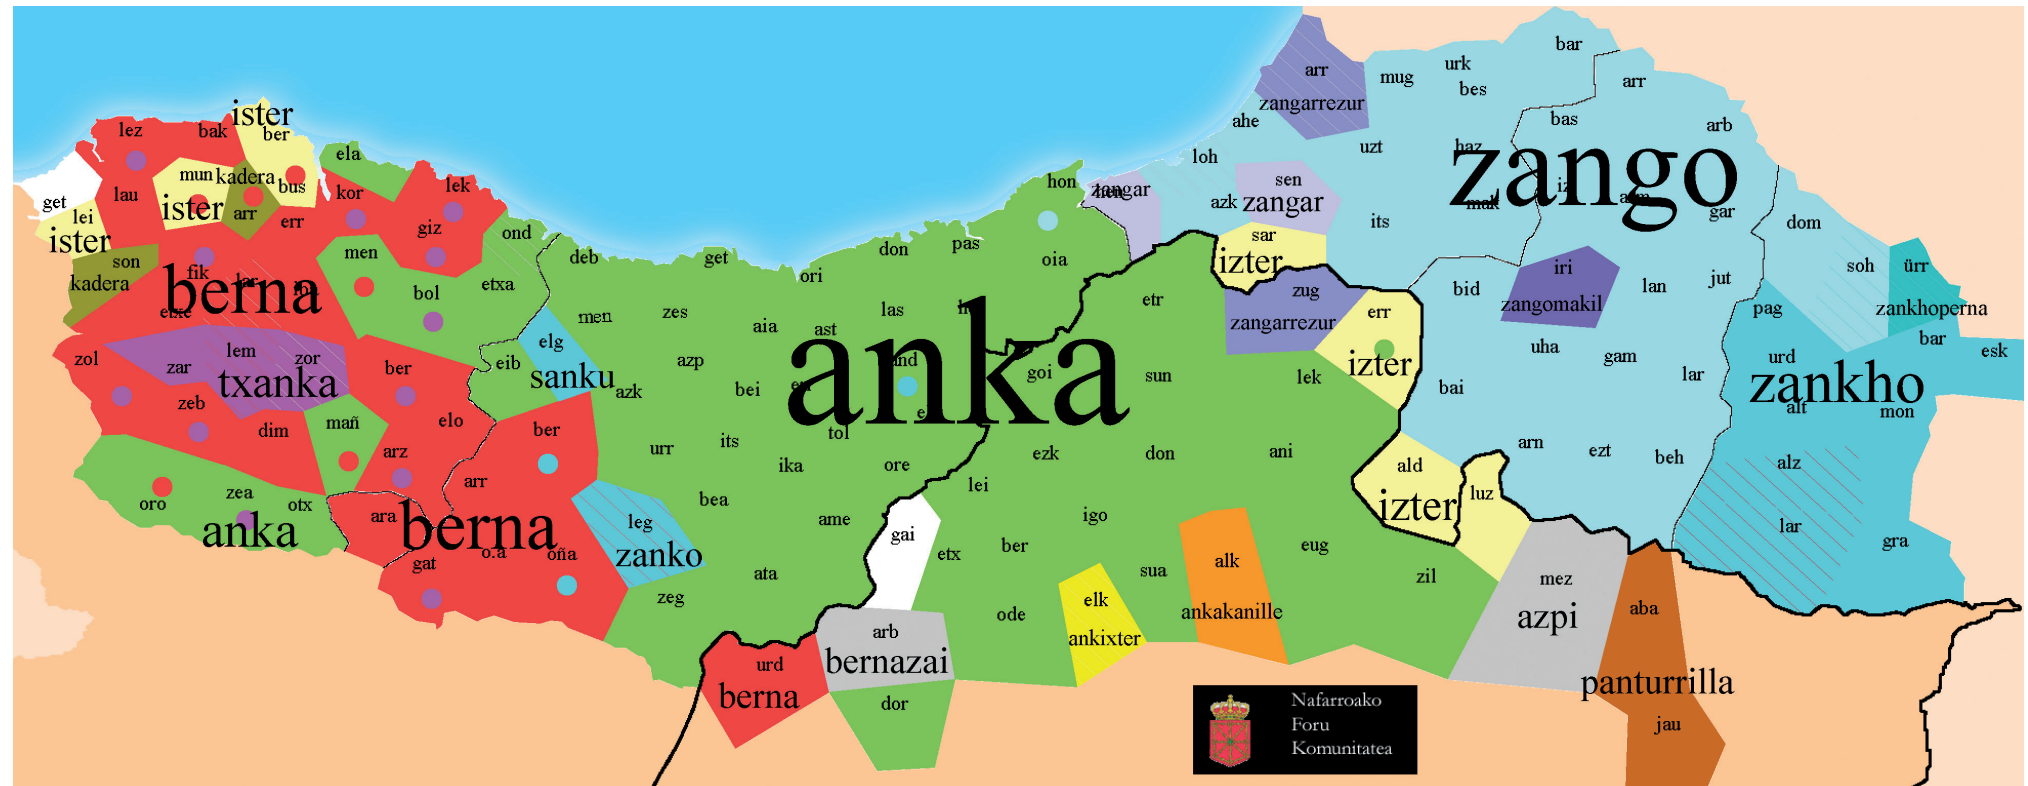 ister
lez
bak
ber
ela
mun
kadera
bus
lek
kor
lau
get
lei
ister
arr
err
giz
ister
ond
men
son
kadera
fik
berna
etxe
bol
etxa
zol
zar
lem
zor
txanka
ber
zeb
dim
mañ
elo
arz
oro
zea
otx
anka
ara
berna
arr
ber
gat
o.a
oña
eib
elg
sanku
leg
zanko
zeg
deb
men
get
zes
ori
don
pas
hon
oia
aia
ast
las
azp
azk
bei
anka
urr
its
tol
ika
ore
bea
ame
ata
goi
etr
sun
lek
ezk
don
ani
lei
igo
ber
etx
gai
ode
sua
eug
zil
elk
ankixter
alk
ankakanille
arb
bernazai
urd
berna
dor
zangar
loh
ahe
arr
zangarrezur
azk
sen
zangar
sar
izter
zug
zangarrezur
err
izter
ald
izter
luz
mug
urk
bes
bar
arr
bas
arb
uzt
haz
zango
mak
its
gar
bid
iri
zangomakil
lan
jut
uha
gam
lar
bai
arn
ezt
beh
dom
soh
ürr
zankhoperna
pag
bar
esk
urd
zankho
alt
mon
alz
lar
gra
mez
azpi
aba
panturrilla
jau
Nafarroako
Foru
Komunitatea